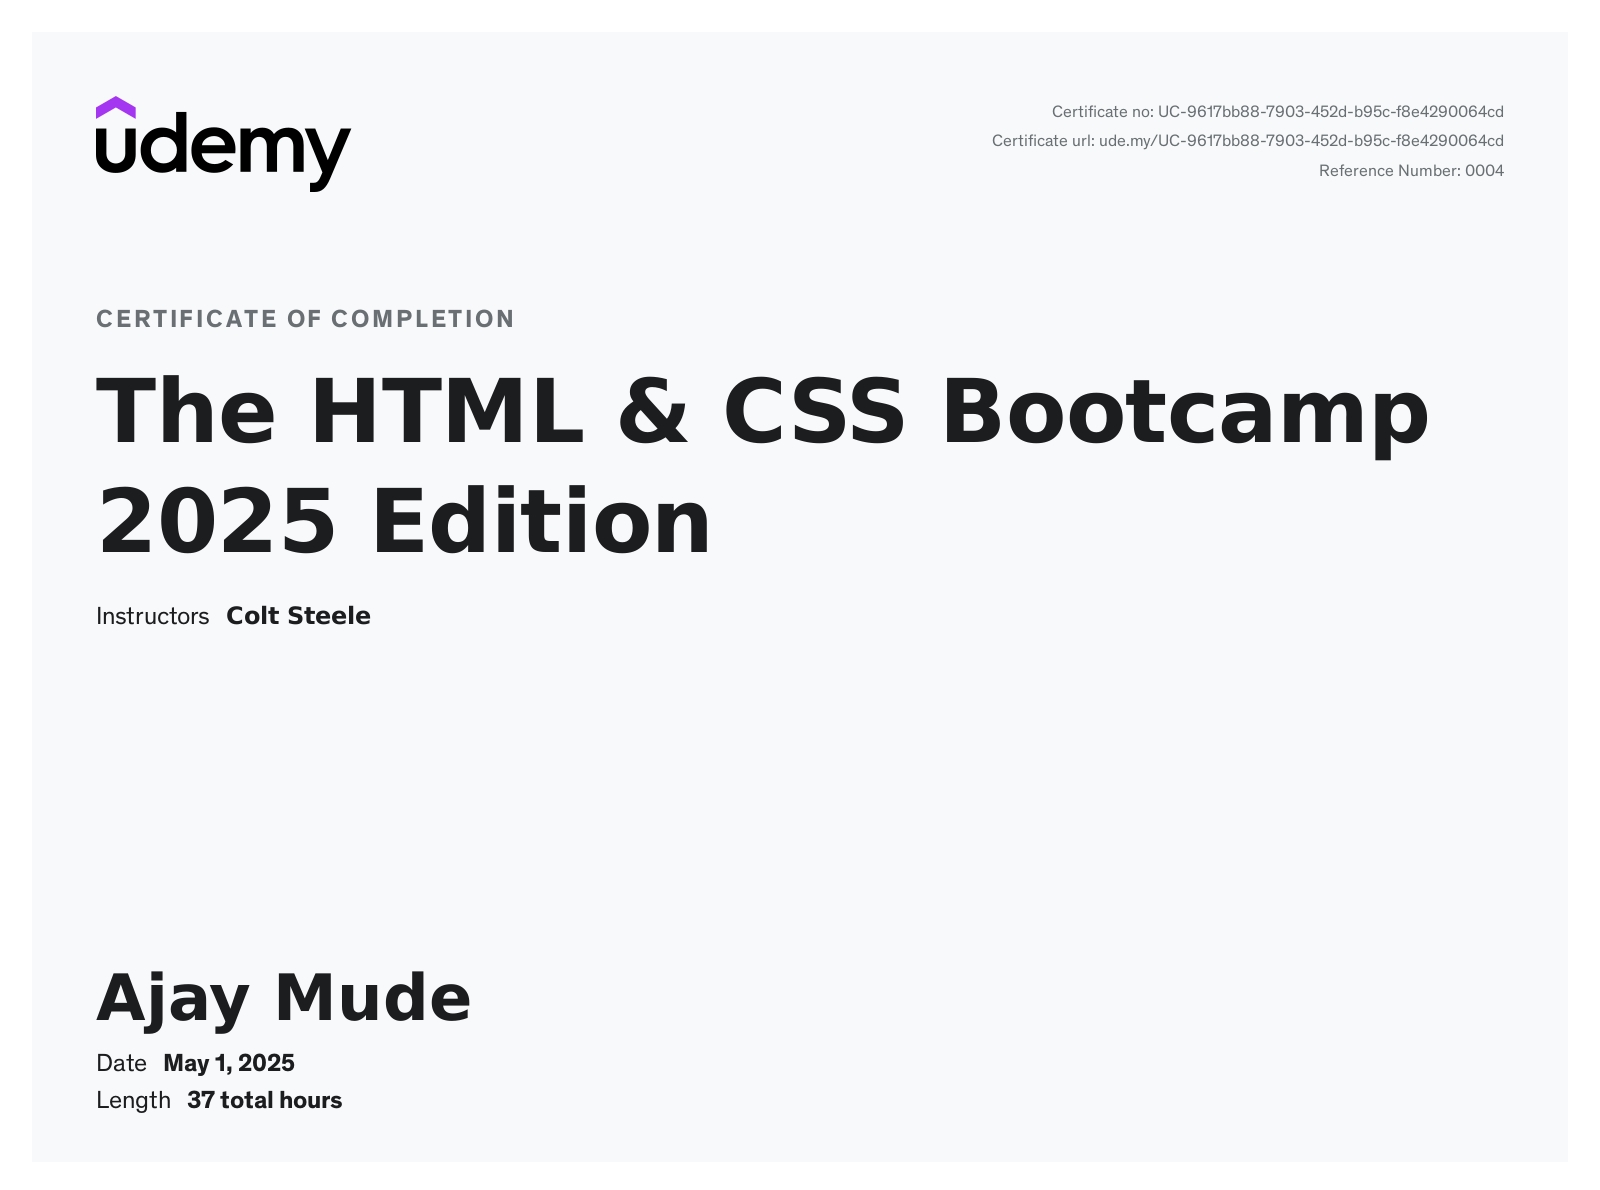 udemy
Certificate no: UC-9617bb88-7903-452d-b95c-f8e4290064cd
Certificate url: ude.my/UC-9617bb88-7903-452d-b95c-f8e4290064cd
Reference Number: 0004
CERTIFICATE OF COMPLETION
The HTML & CSS Bootcamp
2025 Edition
Instructors Colt Steele
Ajay Mude
Date May 1, 2025
Length 37 total hours